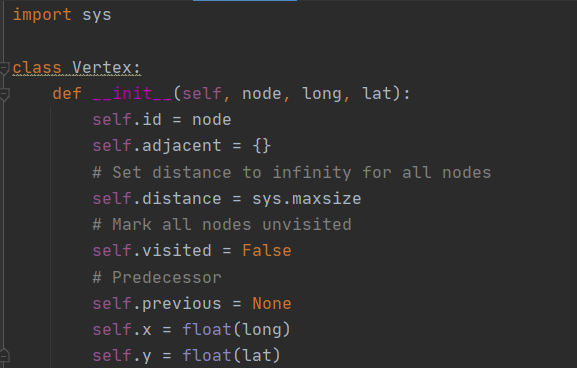 import sys
class Vertex:
def __init__(self, node, long, lat):
self.id = node
self.adjacent = {}
# Set distance to infinity for all nodes
self.distance = sys.maxsize
# Mark all nodes unvisited
self.visited = False
# Predecessor
self.previous = None
self.x = float(long)
self.y = float(lat)